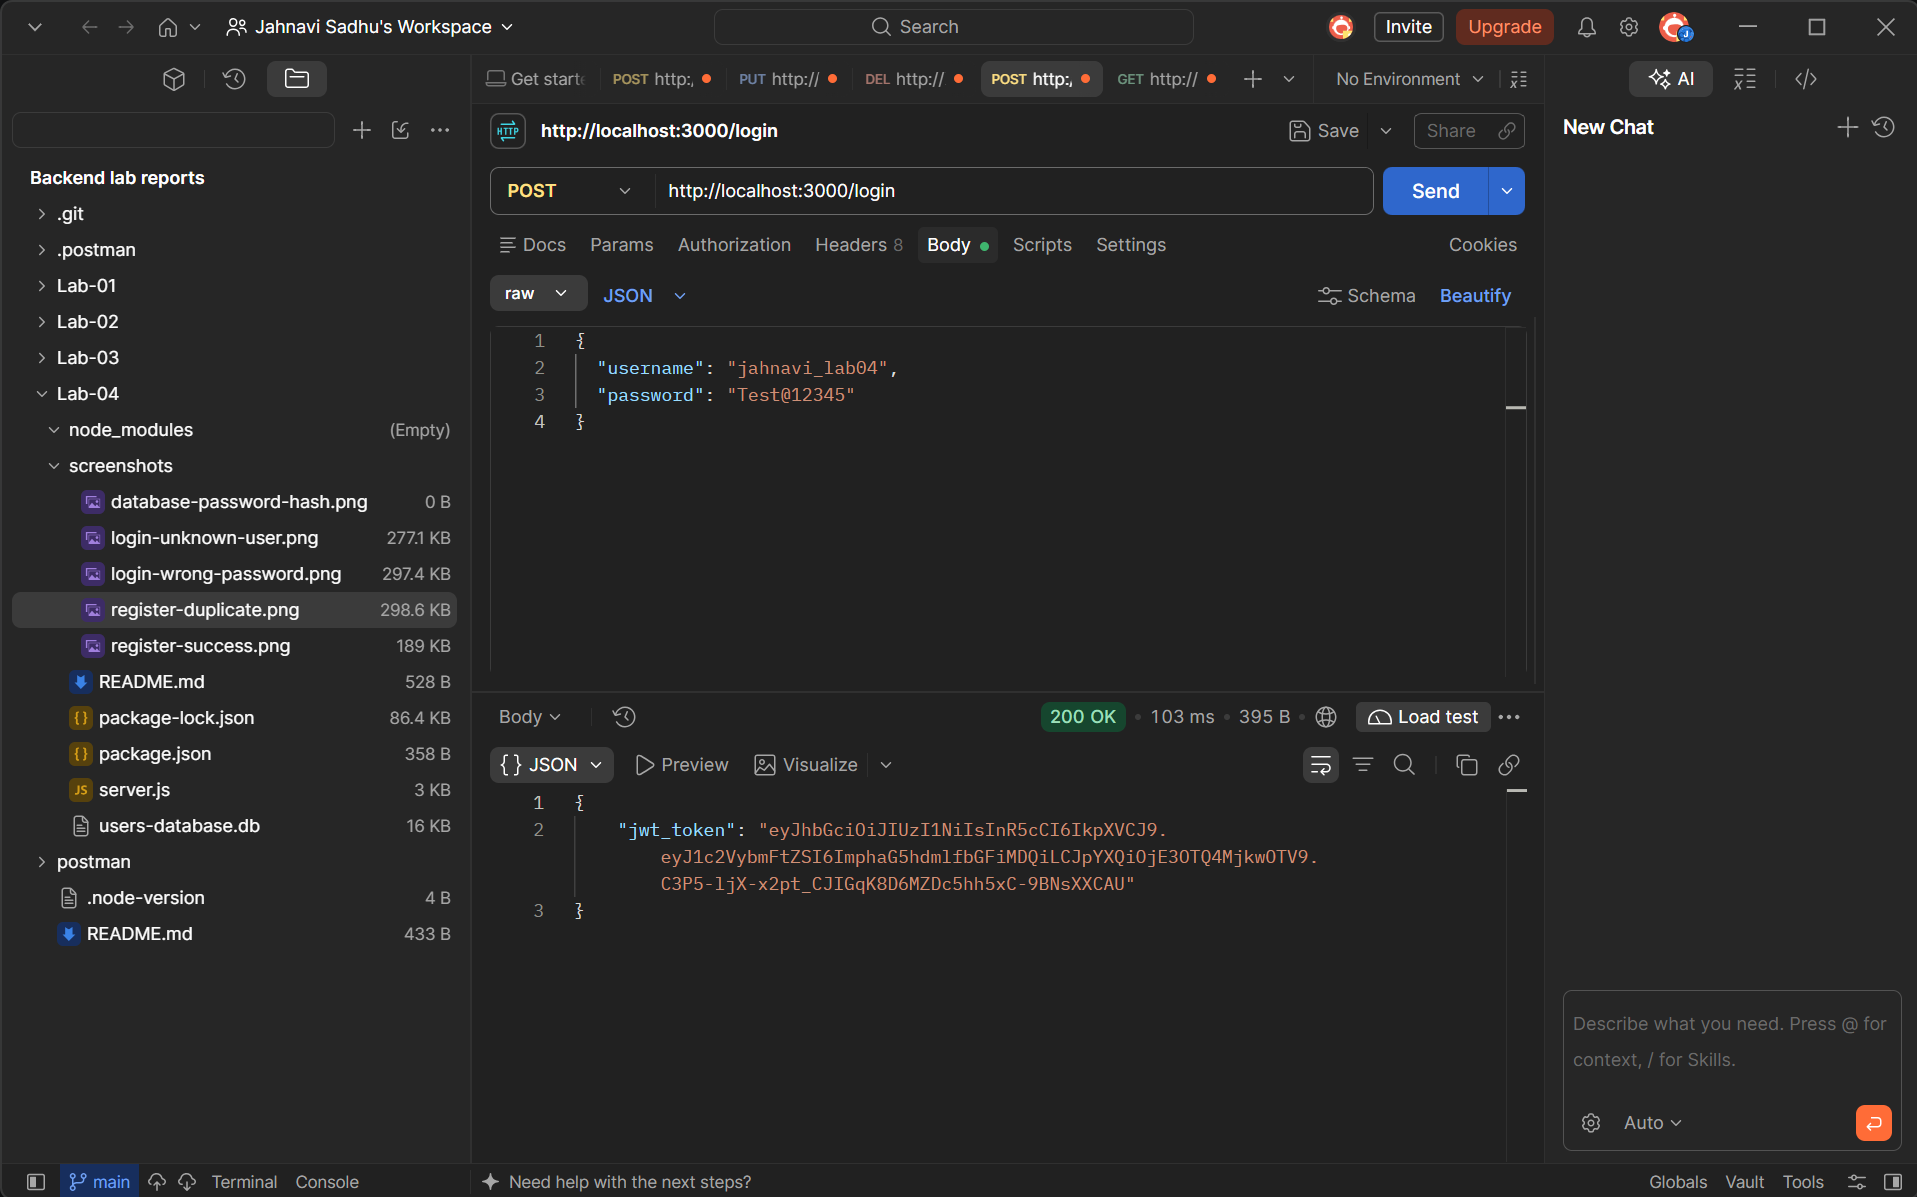 Jahnavi Sadhu's Workspace
Search
Invite
Upgrade
Get starte
POST http:/
PUT http://
DEL http://
POST http:/
GET http://
No Environment
AI
http://localhost:3000/login
Save
Share
New Chat
Backend lab reports
.git
.postman
Lab-01
Lab-02
Lab-03
Lab-04
node_modules (Empty)
screenshots
database-password-hash.png 0 B
login-unknown-user.png 277.1 KB
login-wrong-password.png 297.4 KB
register-duplicate.png 298.6 KB
register-success.png 189 KB
README.md 528 B
package-lock.json 86.4 KB
package.json 358 B
server.js 3 KB
users-database.db 16 KB
postman
.node-version 4 B
README.md 433 B
POST http://localhost:3000/login
Send
Docs Params Authorization Headers 8 Body Scripts Settings Cookies
raw JSON Schema Beautify
1 {
2 "username": "jahnavi_lab04",
3 "password": "Test@12345"
4 }
Body 200 OK 103 ms 395 B Load test
{} JSON Preview Visualize
1 {
2 "jwt_token": "eyJhbGciOiJIUzI1NiIsInR5cCI6IkpXVCJ9.
eyJ1c2VybmFtZSI6ImphaG5hdmlfbGFiMDQiLCJpYXQiOjE3OTQ4MjkwOTV9.
C3P5-ljX-x2pt_CJIGqK8D6MZDc5hh5xC-9BNsXXCAU"
3 }
Describe what you need. Press @ for
context, / for Skills.
Auto
main Terminal Console
Need help with the next steps?
Globals Vault Tools